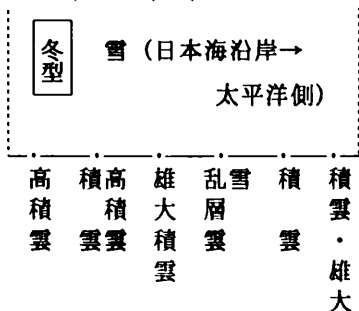 冬型
雪（日本海沿岸→
太平洋側）
高積雲
積雲
高積雲
雄大積雲
乱層雲
雪
積雲
積雲・雄大